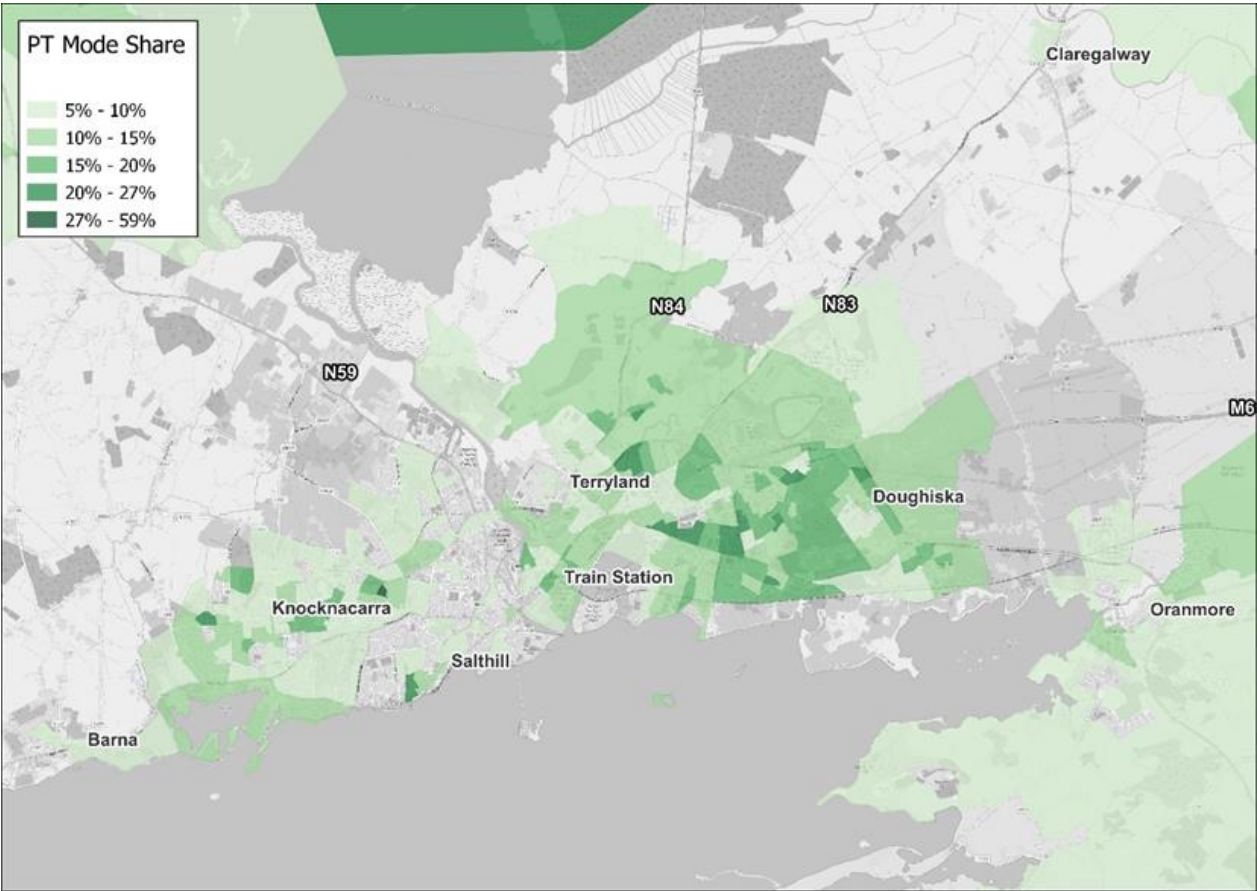 PT Mode Share
5% - 10%
10% - 15%
15% - 20%
20% - 27%
27% - 59%
Claregalway
N84
N83
N59
M6
Terryland
Doughiska
Train Station
Knocknacarra
Oranmore
Salthill
Barna